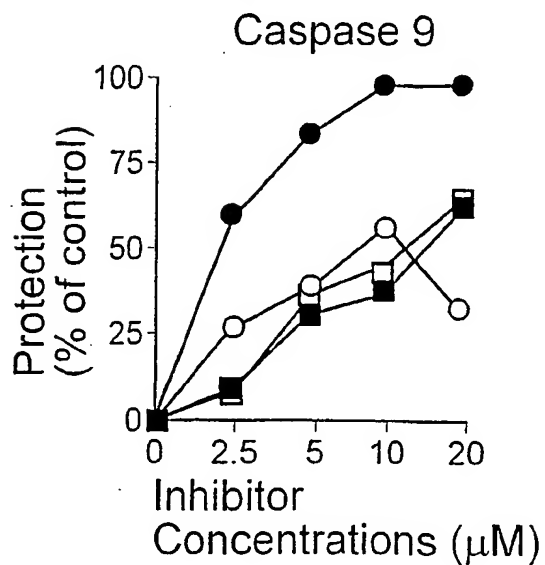 Caspase 9
Protection
(% of control)
100
75
50
25
0
0 2.5 5 10 20
Inhibitor
Concentrations (μM)